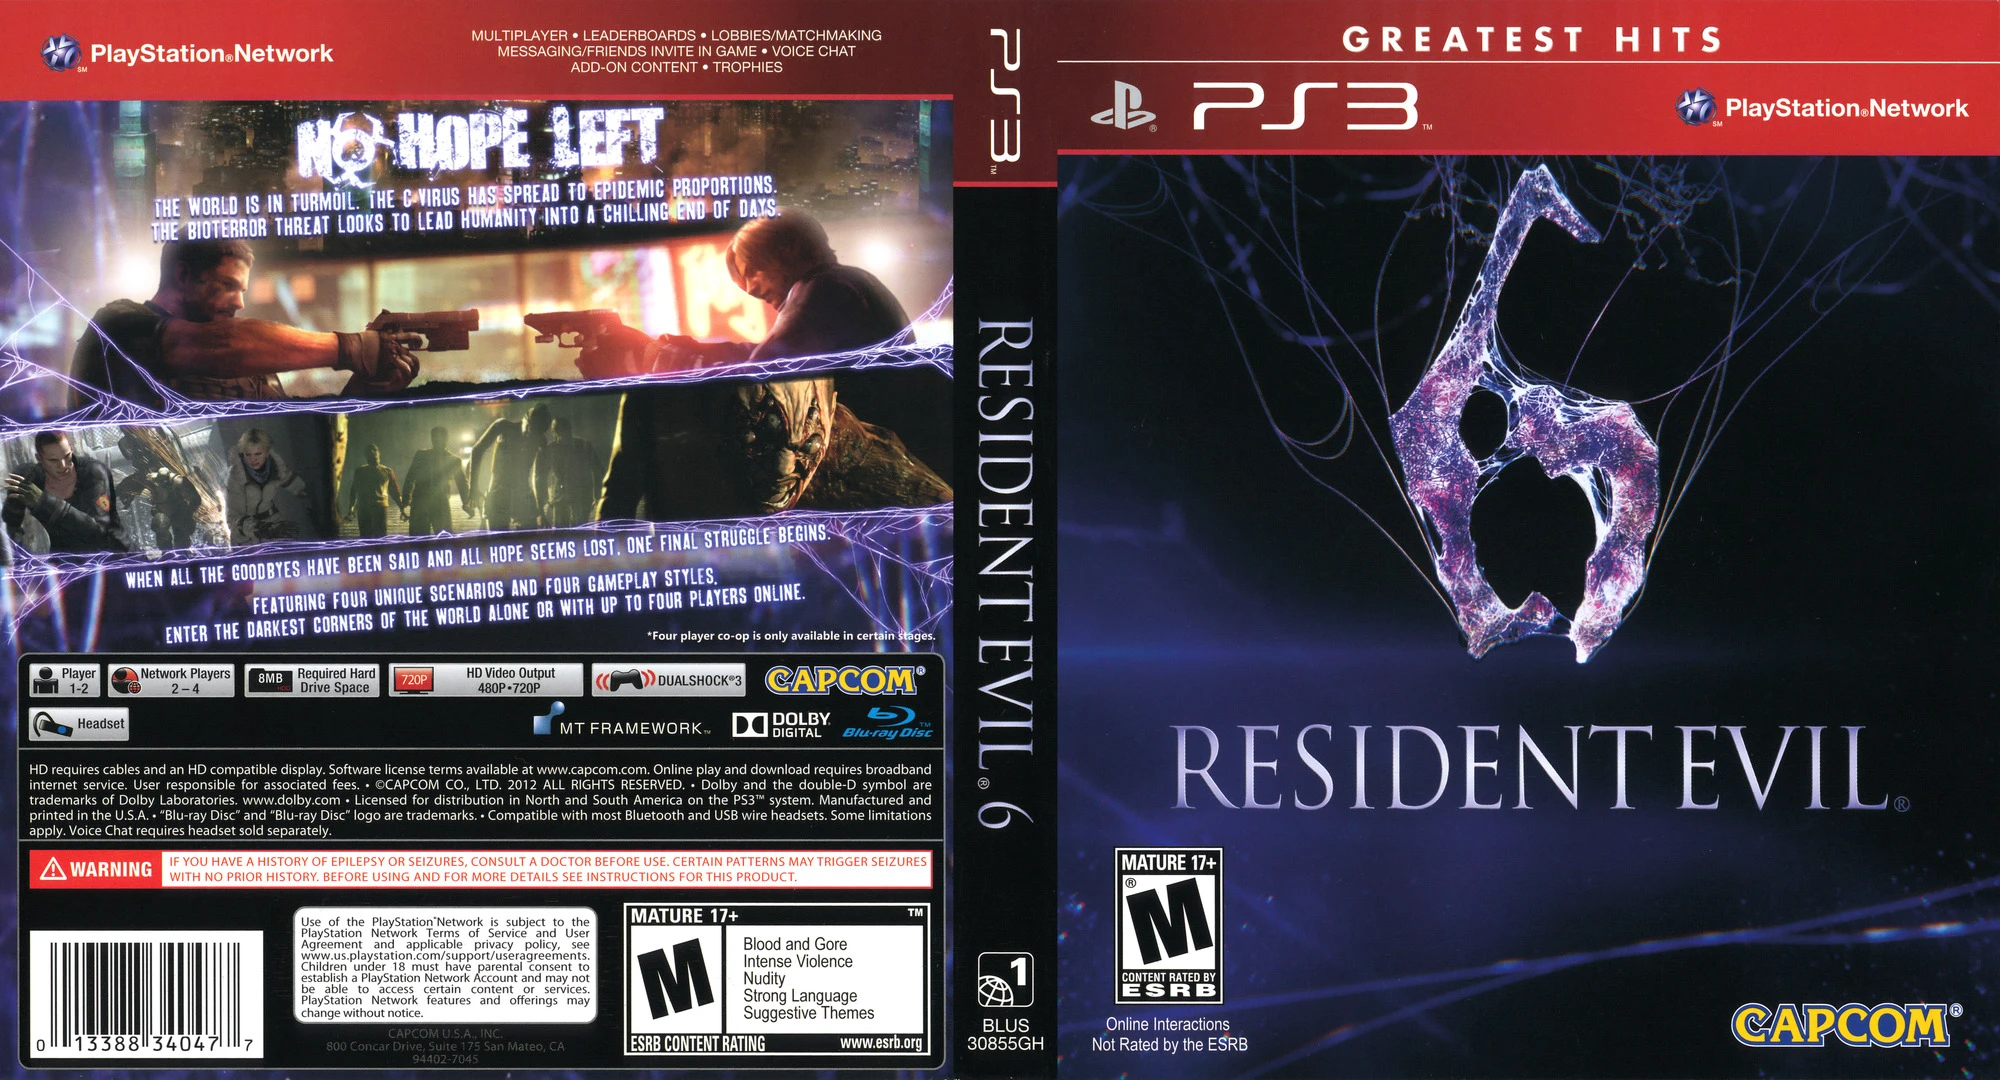 PlayStation®Network
SM
MULTIPLAYER • LEADERBOARDS • LOBBIES/MATCHMAKING
MESSAGING/FRIENDS INVITE IN GAME • VOICE CHAT
ADD-ON CONTENT • TROPHIES
NO HOPE LEFT
THE WORLD IS IN TURMOIL. THE C-VIRUS HAS SPREAD TO EPIDEMIC PROPORTIONS.
THE BIOTERROR THREAT LOOKS TO LEAD HUMANITY INTO A CHILLING END OF DAYS.
WHEN ALL THE GOODBYES HAVE BEEN SAID AND ALL HOPE SEEMS LOST, ONE FINAL STRUGGLE BEGINS.
FEATURING FOUR UNIQUE SCENARIOS AND FOUR GAMEPLAY STYLES.
ENTER THE DARKEST CORNERS OF THE WORLD ALONE OR WITH UP TO FOUR PLAYERS ONLINE.
*Four player co-op is only available in certain stages.
Player
1-2
Network Players
2 – 4
8MB
Required Hard
Drive Space
720P
HD Video Output
480P•720P
DUALSHOCK®3
CAPCOM®
Headset
MT FRAMEWORK™
DOLBY
DIGITAL
Blu-ray Disc™
HD requires cables and an HD compatible display. Software license terms available at www.capcom.com. Online play and download requires broadband
internet service. User responsible for associated fees. • ©CAPCOM CO., LTD. 2012 ALL RIGHTS RESERVED. • Dolby and the double-D symbol are
trademarks of Dolby Laboratories. www.dolby.com • Licensed for distribution in North and South America on the PS3™ system. Manufactured and
printed in the U.S.A. • “Blu-ray Disc” and “Blu-ray Disc” logo are trademarks. • Compatible with most Bluetooth and USB wire headsets. Some limitations
apply. Voice Chat requires headset sold separately.
WARNING
IF YOU HAVE A HISTORY OF EPILEPSY OR SEIZURES, CONSULT A DOCTOR BEFORE USE. CERTAIN PATTERNS MAY TRIGGER SEIZURES
WITH NO PRIOR HISTORY. BEFORE USING AND FOR MORE DETAILS SEE INSTRUCTIONS FOR THIS PRODUCT.
0 13388 34047 7
Use of the PlayStation®Network is subject to the
PlayStation Network Terms of Service and User
Agreement and applicable privacy policy, see
www.us.playstation.com/support/useragreements.
Children under 18 must have parental consent to
establish a PlayStation Network Account and may not
be able to access certain content or services.
PlayStation Network features and offerings may
change without notice.
CAPCOM U.S.A., INC.
800 Concar Drive, Suite 175 San Mateo, CA
94402-7045
MATURE 17+ ™
M
Blood and Gore
Intense Violence
Nudity
Strong Language
Suggestive Themes
ESRB CONTENT RATING www.esrb.org
PS3™
RESIDENT EVIL® 6
1
BLUS
30855GH
GREATEST HITS
PS3™
PlayStation®Network
SM
6
RESIDENT EVIL®
MATURE 17+
®
M
CONTENT RATED BY
ESRB
Online Interactions
Not Rated by the ESRB
CAPCOM®